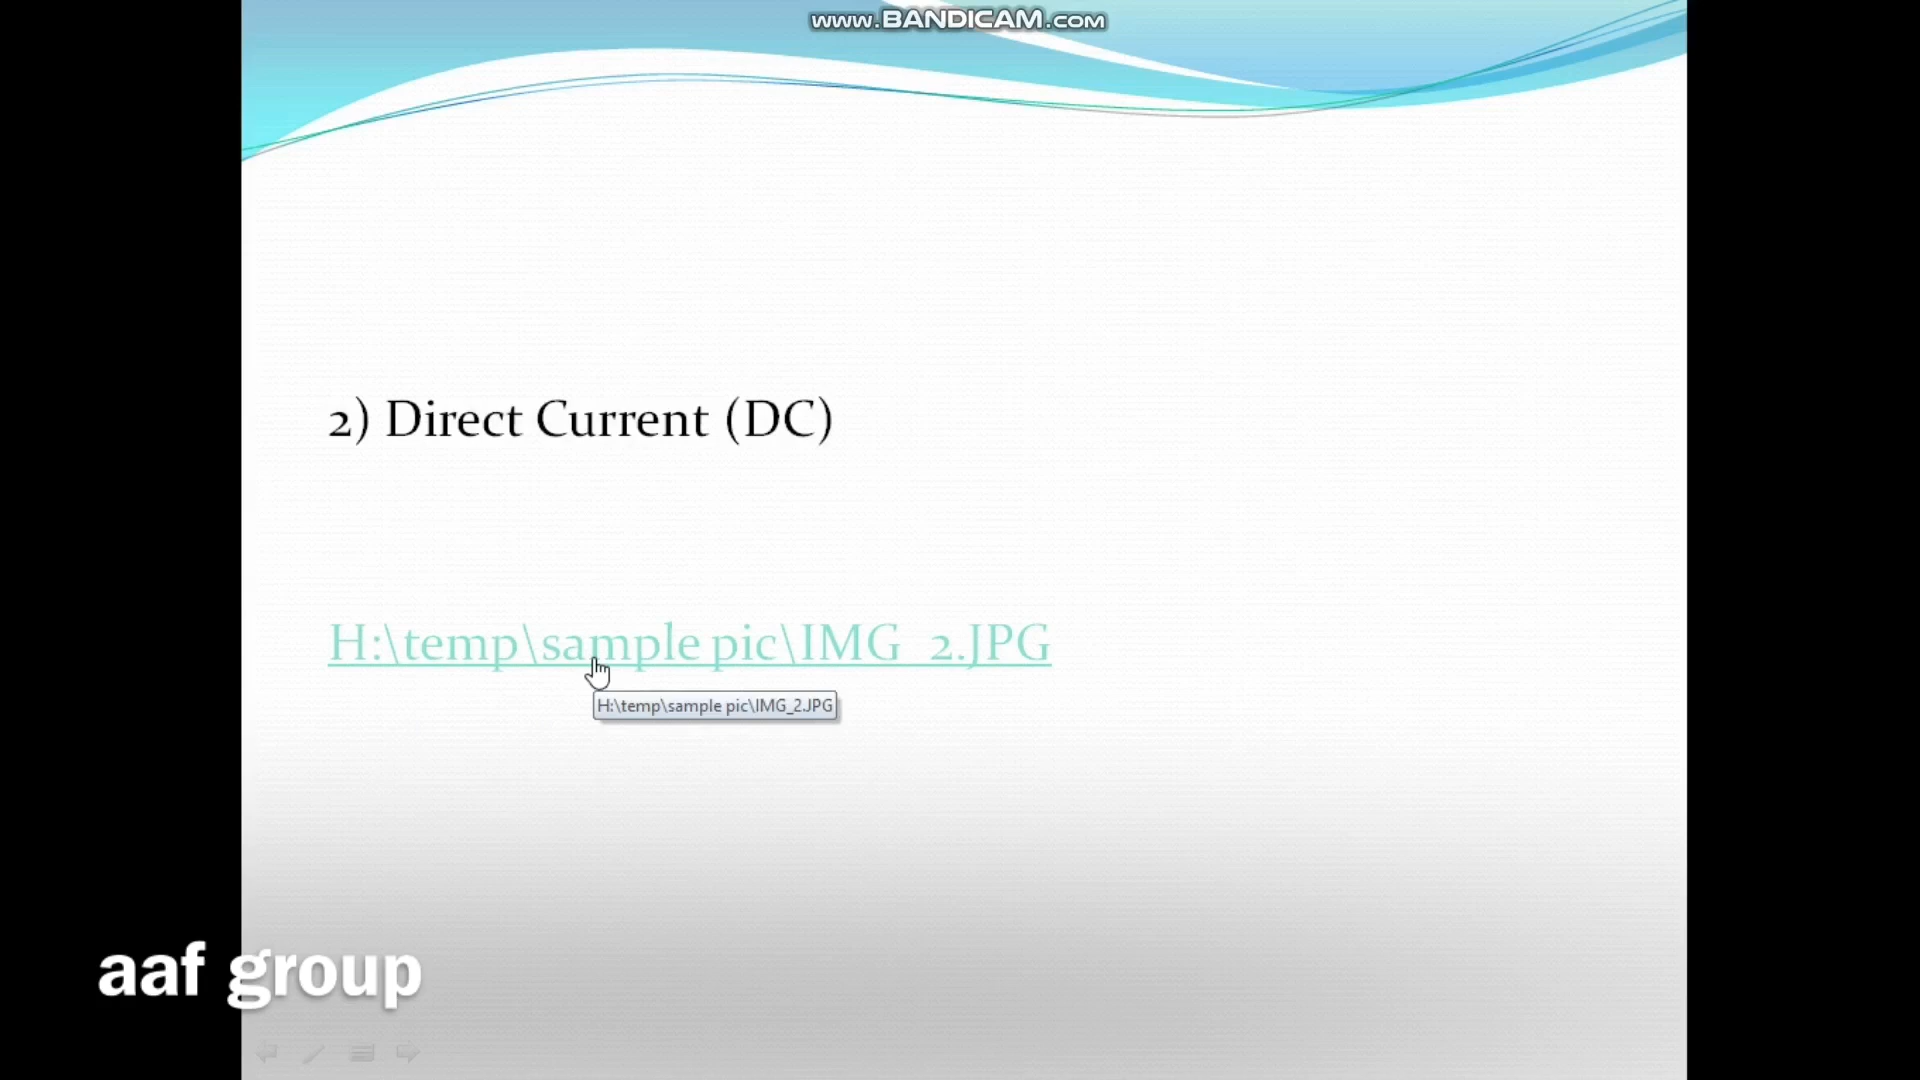 www.BANDICAM.com
2) Direct Current (DC)
H:\temp\sample pic\IMG_2.JPG
H:\temp\sample pic\IMG_2.JPG
aaf group